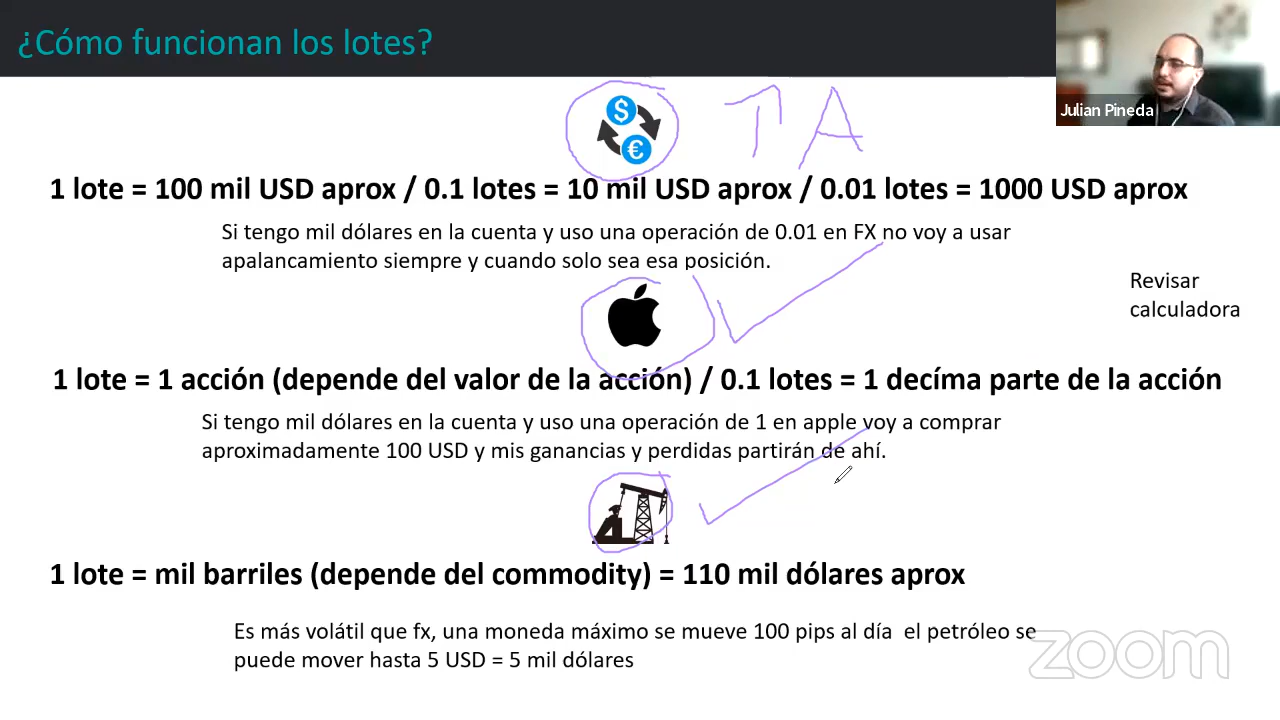 ¿Cómo funcionan los lotes?
Julian Pineda
$
€
TA
1 lote = 100 mil USD aprox / 0.1 lotes = 10 mil USD aprox / 0.01 lotes = 1000 USD aprox
Si tengo mil dólares en la cuenta y uso una operación de 0.01 en FX no voy a usar
apalancamiento siempre y cuando solo sea esa posición.
Revisar
calculadora
1 lote = 1 acción (depende del valor de la acción) / 0.1 lotes = 1 decíma parte de la acción
Si tengo mil dólares en la cuenta y uso una operación de 1 en apple voy a comprar
aproximadamente 100 USD y mis ganancias y perdidas partirán de ahí.
1 lote = mil barriles (depende del commodity) = 110 mil dólares aprox
Es más volátil que fx, una moneda máximo se mueve 100 pips al día el petróleo se
puede mover hasta 5 USD = 5 mil dólares
zoom